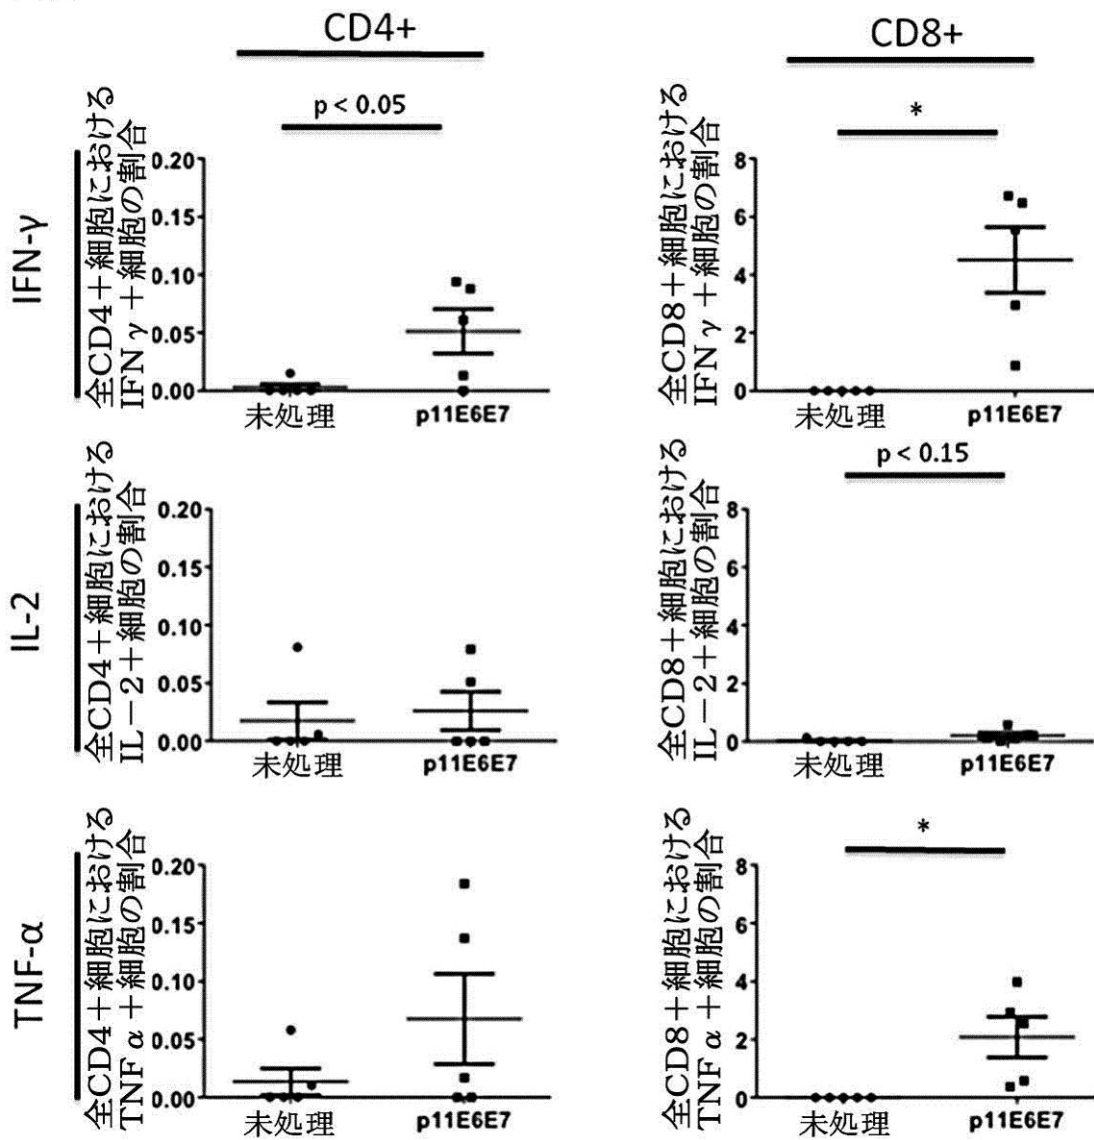 CD4+
CD8+
IFN-γ
全CD4+細胞における
IFNγ+細胞の割合
p < 0.05
0.20
0.15
0.10
0.05
0.00
未処理
p11E6E7
全CD8+細胞における
IFNγ+細胞の割合
*
8
6
4
2
0
未処理
p11E6E7
IL-2
全CD4+細胞における
IL-2+細胞の割合
0.20
0.15
0.10
0.05
0.00
未処理
p11E6E7
全CD8+細胞における
IL-2+細胞の割合
p < 0.15
8
6
4
2
0
未処理
p11E6E7
TNF-α
全CD4+細胞における
TNFα+細胞の割合
0.20
0.15
0.10
0.05
0.00
未処理
p11E6E7
全CD8+細胞における
TNFα+細胞の割合
*
8
6
4
2
0
未処理
p11E6E7